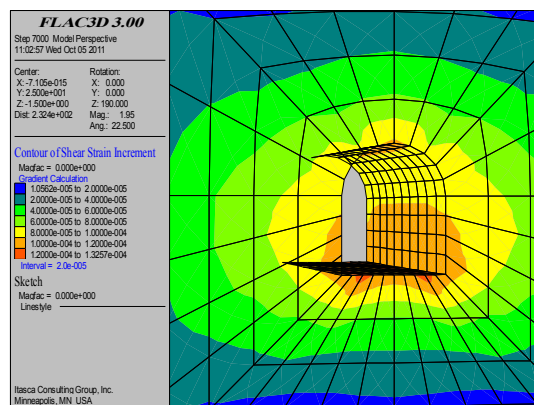 FLAC3D 3.00
Step 7000 Model Perspective
11:02:57 Wed Oct 05 2011
Center: Rotation:
X: -7.105e-015 X: 0.000
Y: 2.500e+001 Y: 0.000
Z: -1.500e+000 Z: 190.000
Dist: 2.324e+002 Mag.: 1.95
Ang.: 22.500
Contour of Shear Strain Increment
Magfac = 0.000e+000
Gradient Calculation
1.0562e-005 to 2.0000e-005
2.0000e-005 to 4.0000e-005
4.0000e-005 to 6.0000e-005
6.0000e-005 to 8.0000e-005
8.0000e-005 to 1.0000e-004
1.0000e-004 to 1.2000e-004
1.2000e-004 to 1.3257e-004
Interval = 2.0e-005
Sketch
Magfac = 0.000e+000
Linestyle
Itasca Consulting Group, Inc.
Minneapolis, MN USA